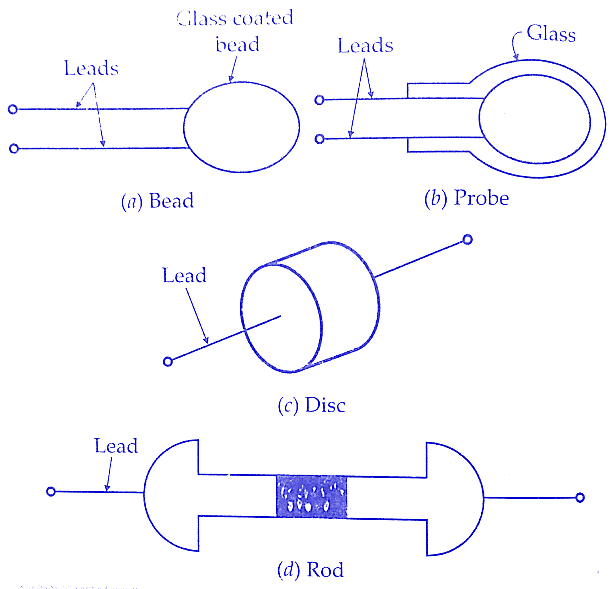 Glass coated
bead
Leads
(a) Bead
Leads
Glass
(b) Probe
Lead
(c) Disc
Lead
(d) Rod